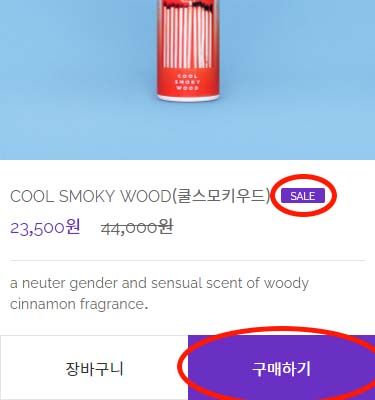 COOL
SMOKY
WOOD
COOL SMOKY WOOD(쿨스모키우드) SALE
23,500원 44,000원
a neuter gender and sensual scent of woody
cinnamon fragrance.
장바구니 구매하기